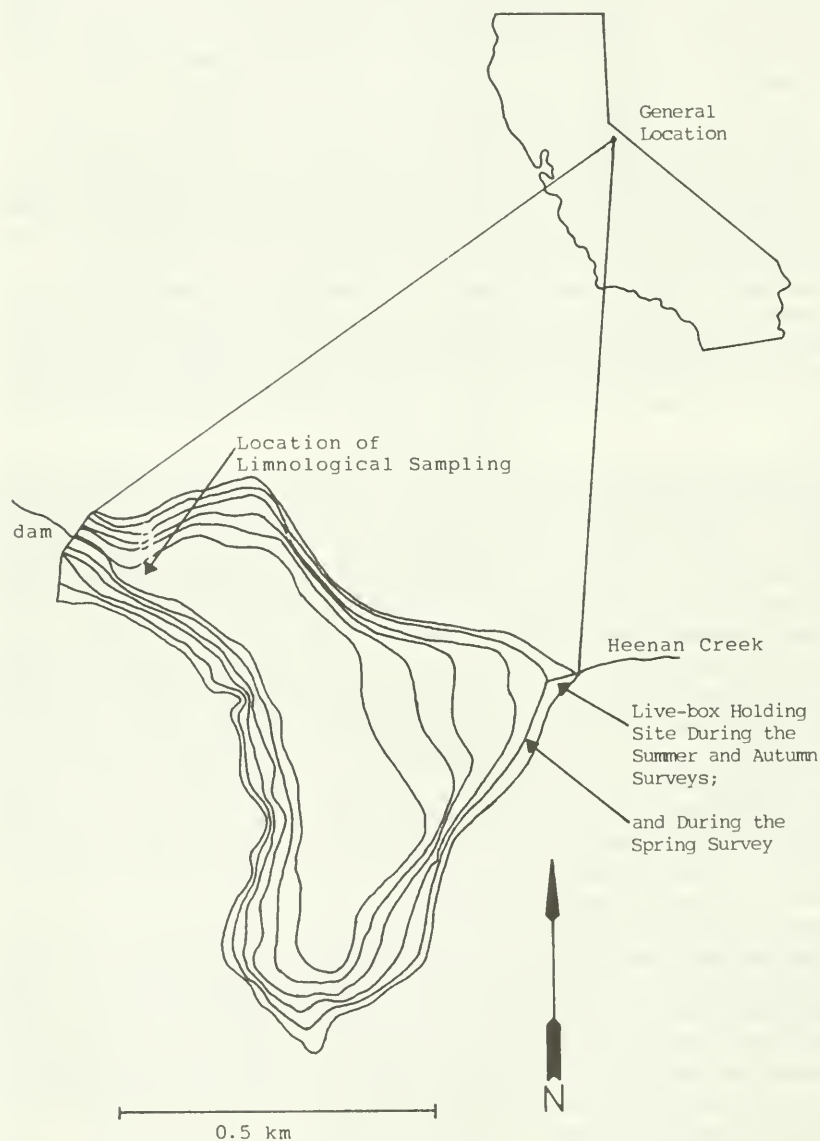 General
Location
Location of
Limnological Sampling
dam
Heenan Creek
Live-box Holding
Site During the
Summer and Autumn
Surveys;
and During the
Spring Survey
N
0.5 km